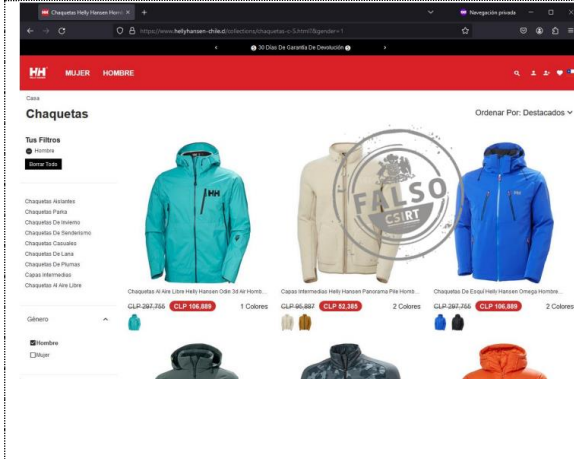 Chaquetas Helly Hansen Homb
Navegación privada
https://www.hellyhansen-chile.cl/collections/chaquetas-c-5.html?&gender=1
30 Días De Garantía De Devolución
HH
MUJER HOMBRE
Casa
Chaquetas
Ordenar Por: Destacados
Tus Filtros
Hombre
Borrar Todo
Chaquetas Aislantes
Chaquetas Parka
Chaquetas De Invierno
Chaquetas De Senderismo
Chaquetas Casuales
Chaquetas De Lana
Chaquetas De Plumas
Capas Intermedias
Chaquetas Al Aire Libre
FALSO
CSIRT
Chaquetas Al Aire Libre Helly Hansen Odin 3d Air Homb...
CLP 297,755 CLP 106,889 1 Colores
Capas Intermedias Helly Hansen Panorama Pile Homb...
CLP 95,887 CLP 52,385 2 Colores
Chaquetas De Esquí Helly Hansen Omega Hombre...
CLP 297,755 CLP 106,889 2 Colores
Género
Hombre
Mujer